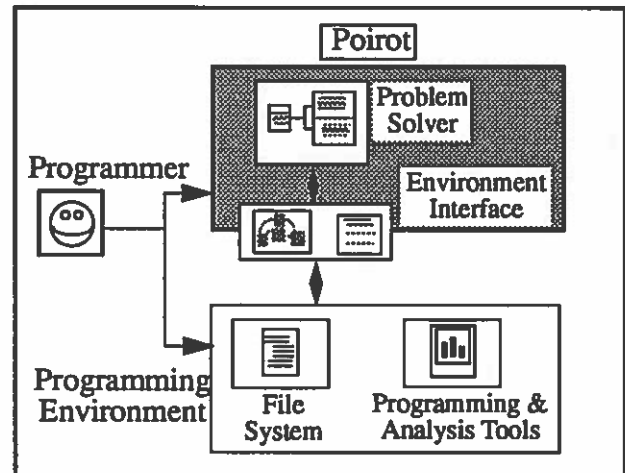 Poirot
Problem
Solver
Programmer
Environment
Interface
Programming
Environment
File
System
Programming &
Analysis Tools